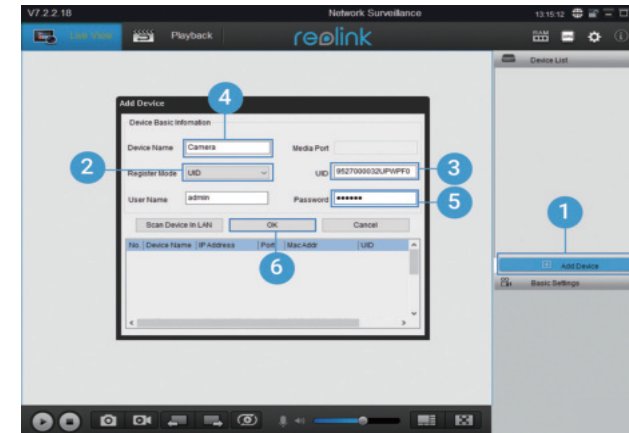 V7.2.2.18 Network Surveillance 13:15:12
Live View Playback reolink
Device List
Add Device
4
Device Basic Infomation
Device Name Camera Media Port
2 Register Mode UID UID 9527000032UPWPF0 3
User Name admin Password ●●●●●● 5
1
Scan Device In LAN OK Cancel
No. Device Name IP Address Port Mac Addr UID
6
Add Device
Basic Settings